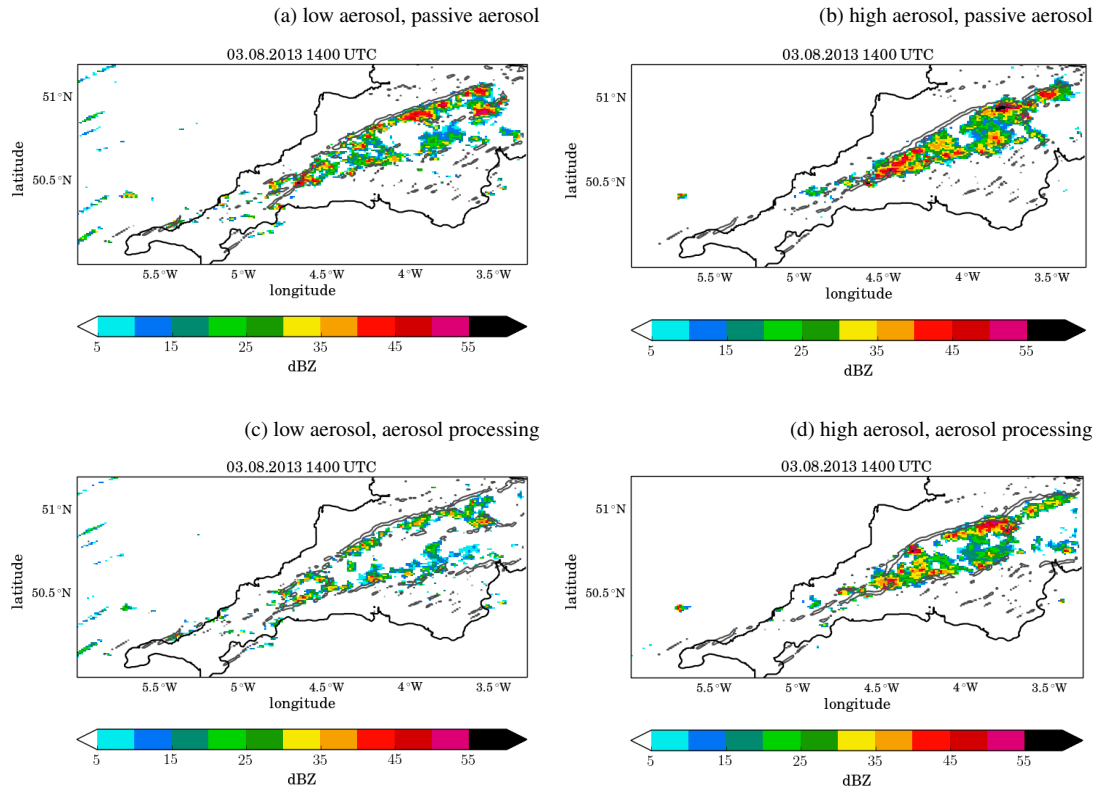 (a) low aerosol, passive aerosol
03.08.2013 1400 UTC
latitude
51°N
50.5°N
5.5°W 5°W 4.5°W 4°W 3.5°W
longitude
5 15 25 35 45 55
dBZ
(b) high aerosol, passive aerosol
03.08.2013 1400 UTC
latitude
51°N
50.5°N
5.5°W 5°W 4.5°W 4°W 3.5°W
longitude
5 15 25 35 45 55
dBZ
(c) low aerosol, aerosol processing
03.08.2013 1400 UTC
latitude
51°N
50.5°N
5.5°W 5°W 4.5°W 4°W 3.5°W
longitude
5 15 25 35 45 55
dBZ
(d) high aerosol, aerosol processing
03.08.2013 1400 UTC
latitude
51°N
50.5°N
5.5°W 5°W 4.5°W 4°W 3.5°W
longitude
5 15 25 35 45 55
dBZ